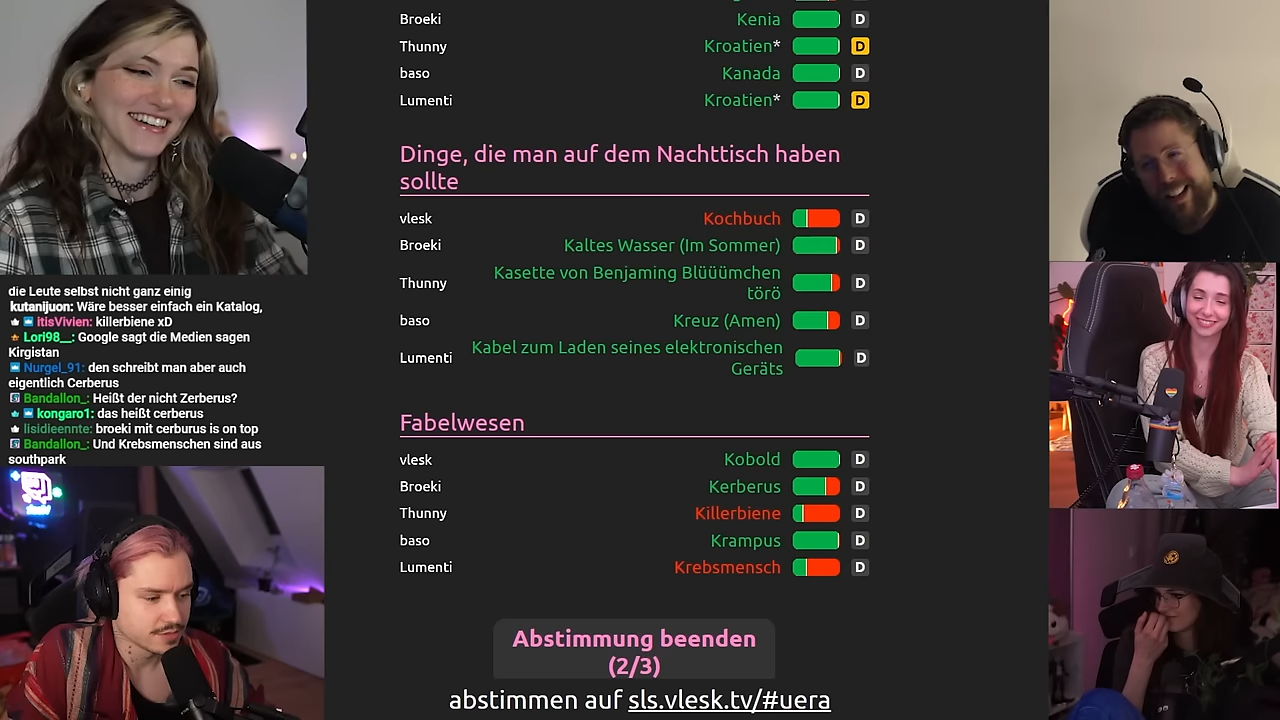 Broeki Kenia D
Thunny Kroatien* D
baso Kanada D
Lumenti Kroatien* D
Dinge, die man auf dem Nachttisch haben
sollte
vlesk Kochbuch D
Broeki Kaltes Wasser (Im Sommer) D
Thunny Kasette von Benjaming Blüüümchen
törö D
baso Kreuz (Amen) D
Lumenti Kabel zum Laden seines elektronischen
Geräts D
Fabelwesen
vlesk Kobold D
Broeki Kerberus D
Thunny Killerbiene D
baso Krampus D
Lumenti Krebsmensch D
Abstimmung beenden
(2/3)
abstimmen auf sls.vlesk.tv/#uera
die Leute selbst nicht ganz einig
kutanijuon: Wäre besser einfach ein Katalog,
itisVivien: killerbiene xD
Lori98__: Google sagt die Medien sagen
Kirgistan
Nurgel_91: den schreibt man aber auch
eigentlich Cerberus
Bandallon_: Heißt der nicht Zerberus?
kongaro1: das heißt cerberus
lisidieennte: broeki mit cerburus is on top
Bandallon_: Und Krebsmenschen sind aus
southpark